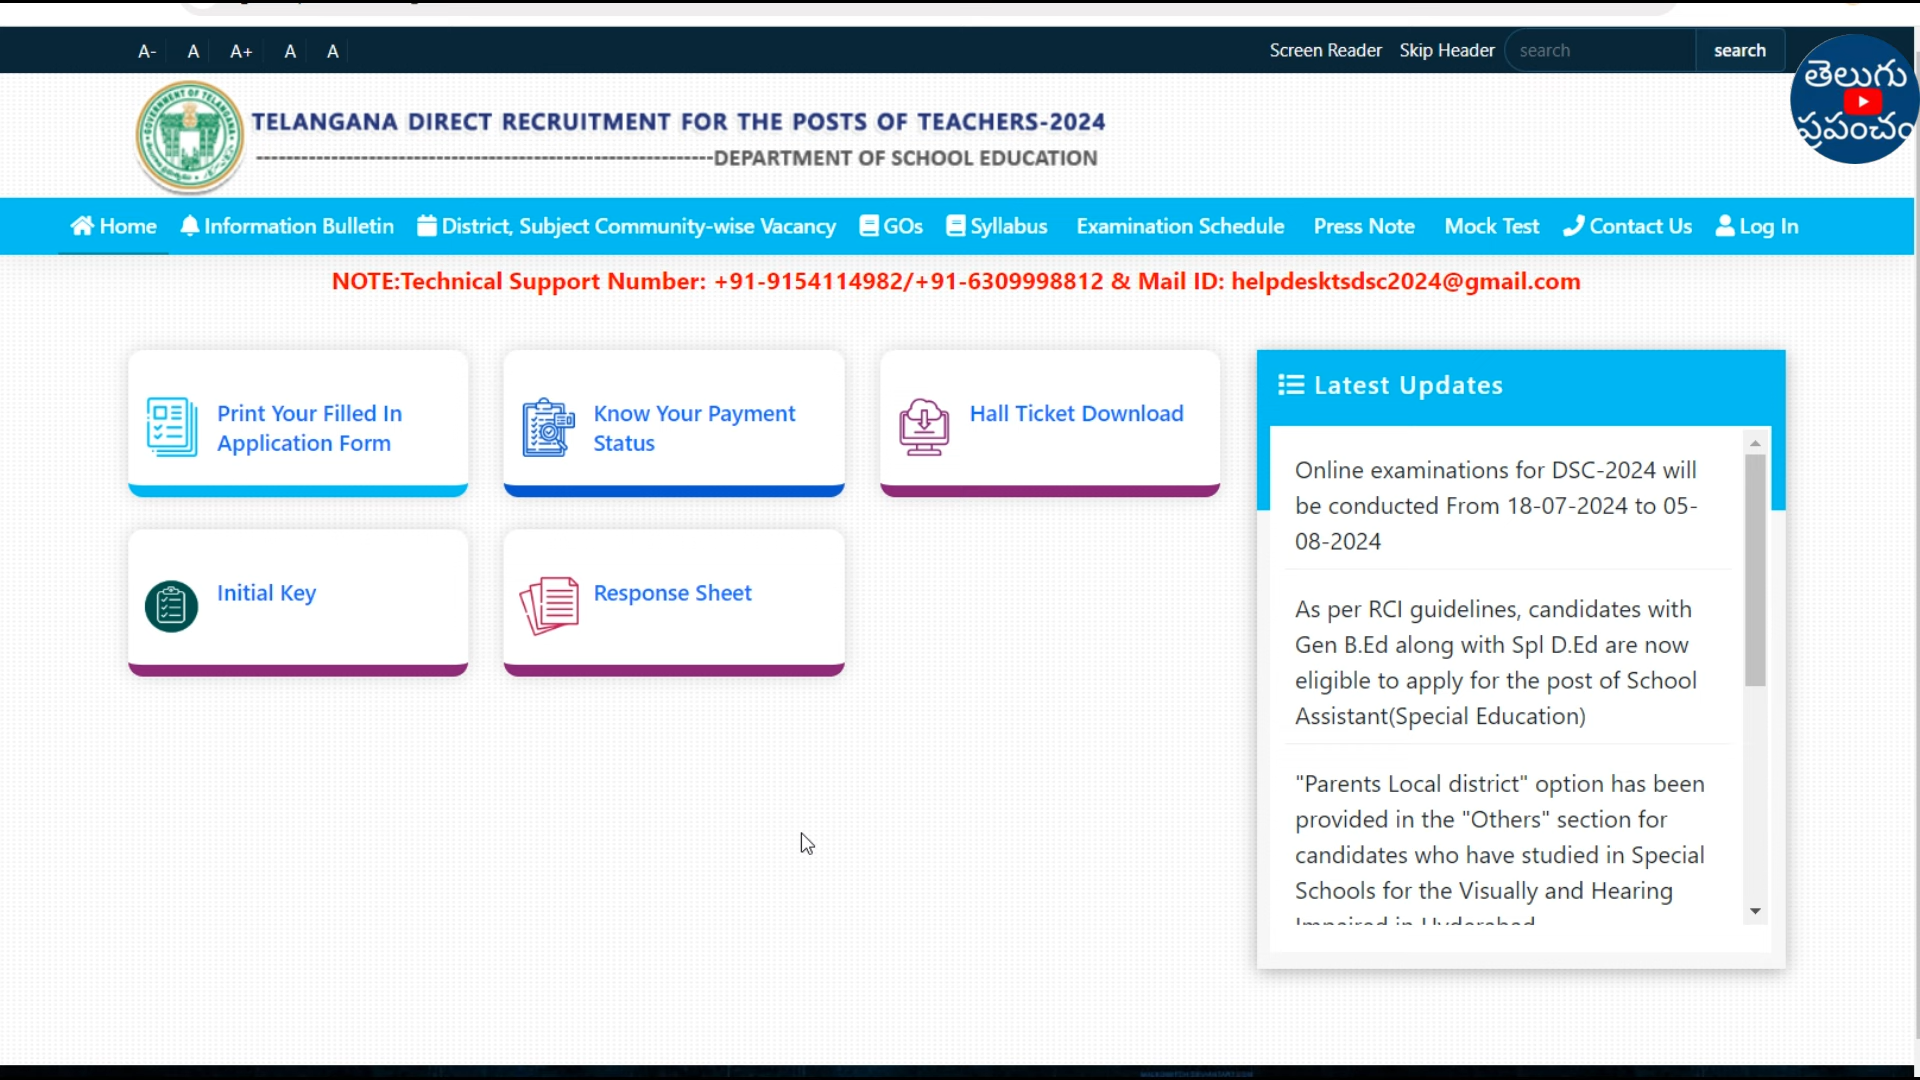 A- A A+ A A
Screen Reader Skip Header search search
తెలుగు
ప్రపంచం
GOVERNMENT OF TELANGANA
TELANGANA DIRECT RECRUITMENT FOR THE POSTS OF TEACHERS-2024
DEPARTMENT OF SCHOOL EDUCATION
Home Information Bulletin District, Subject Community-wise Vacancy GOs Syllabus Examination Schedule Press Note Mock Test Contact Us Log In
NOTE:Technical Support Number: +91-9154114982/+91-6309998812 & Mail ID: helpdesktsdsc2024@gmail.com
Print Your Filled In
Application Form
Know Your Payment
Status
Hall Ticket Download
Initial Key
Response Sheet
Latest Updates
Online examinations for DSC-2024 will
be conducted From 18-07-2024 to 05-
08-2024
As per RCI guidelines, candidates with
Gen B.Ed along with Spl D.Ed are now
eligible to apply for the post of School
Assistant(Special Education)
"Parents Local district" option has been
provided in the "Others" section for
candidates who have studied in Special
Schools for the Visually and Hearing
Impaired in Hyderabad